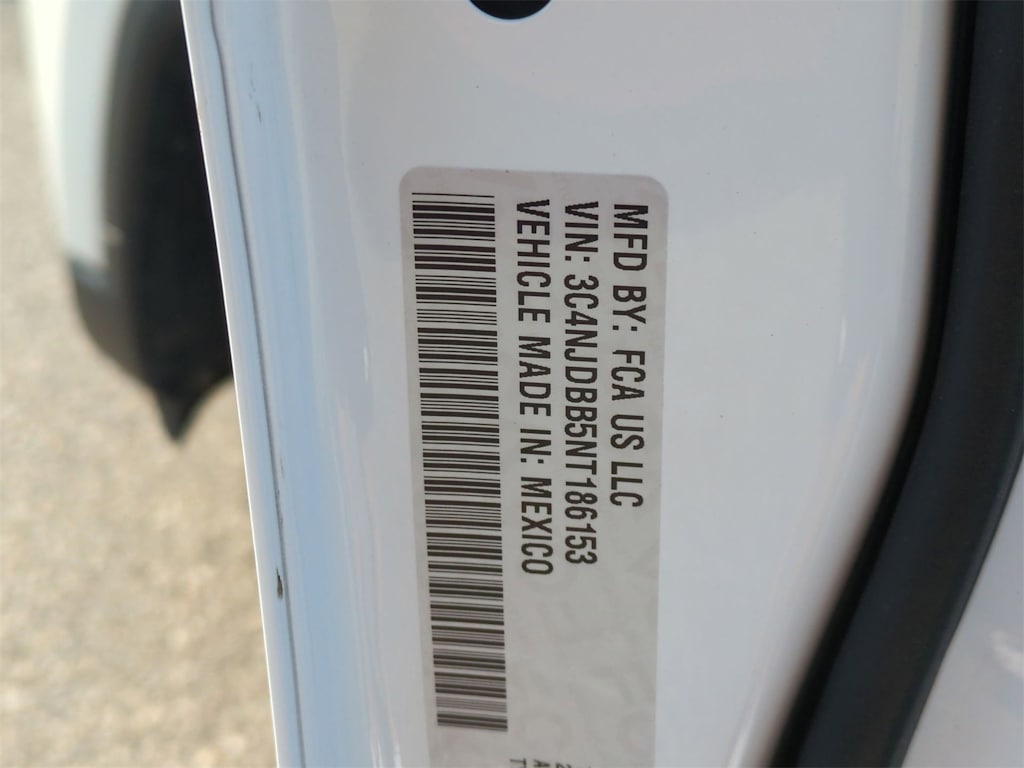 MFD BY: FCA US LLC
VIN: 3C4NJDBB5NT186153
VEHICLE MADE IN: MEXICO